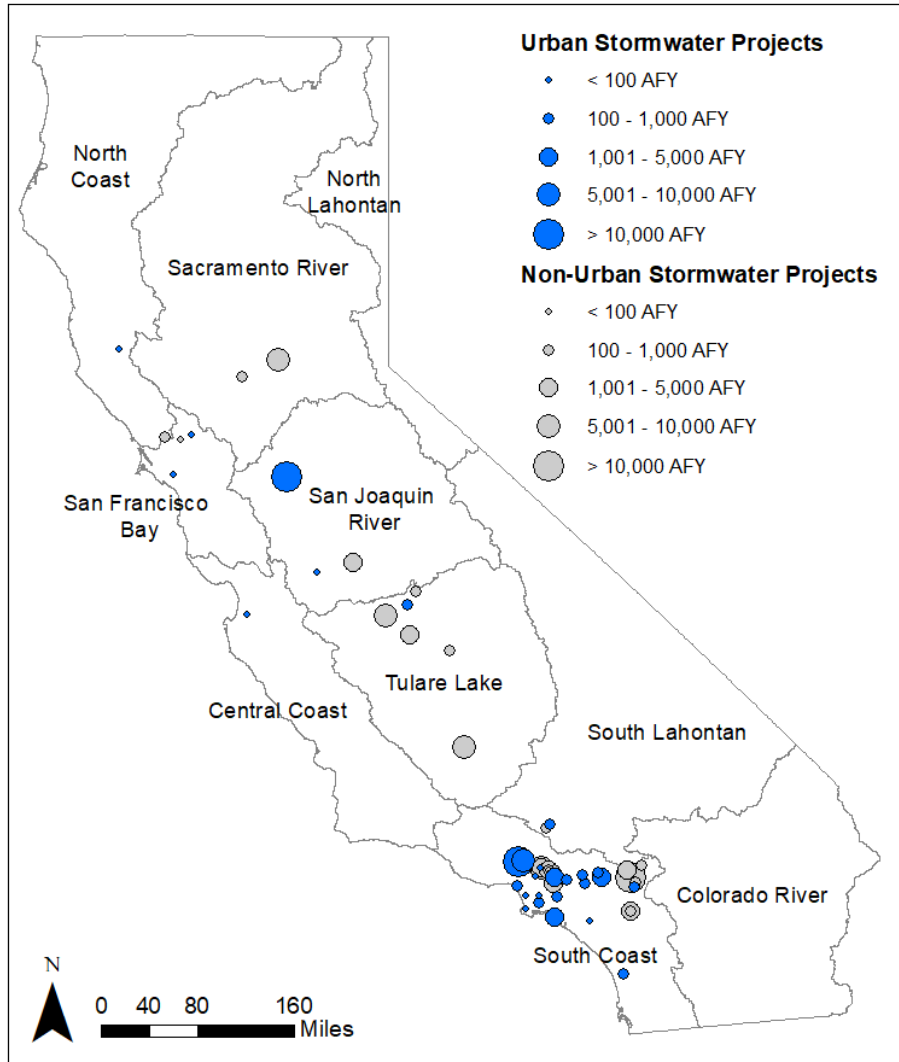 Urban Stormwater Projects
< 100 AFY
100 - 1,000 AFY
1,001 - 5,000 AFY
5,001 - 10,000 AFY
> 10,000 AFY
Non-Urban Stormwater Projects
< 100 AFY
100 - 1,000 AFY
1,001 - 5,000 AFY
5,001 - 10,000 AFY
> 10,000 AFY
North
Coast
North
Lahontan
Sacramento River
San Francisco
Bay
San Joaquin
River
Tulare Lake
Central Coast
South Lahontan
Colorado River
South Coast
N
0 40 80 160
Miles